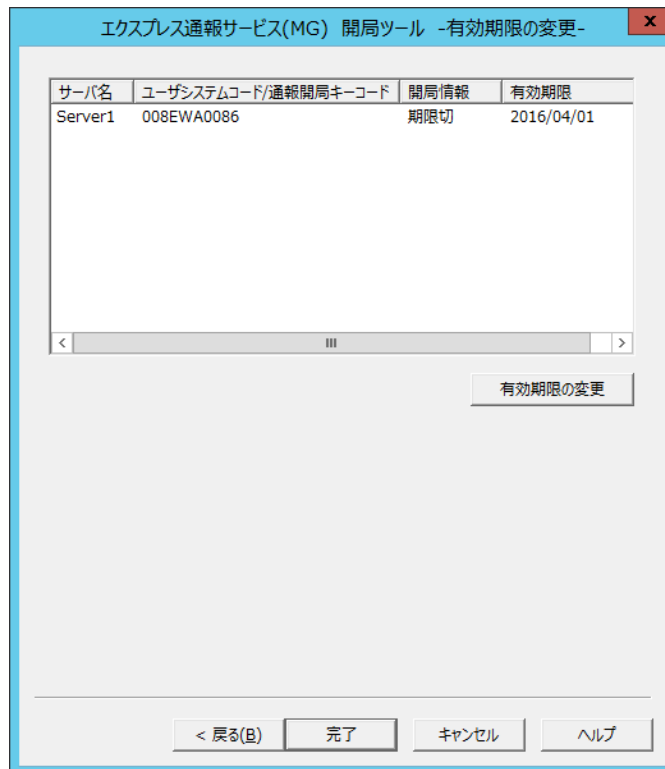 エクスプレス通報サービス(MG) 開局ツール -有効期限の変更-
x
サーバ名 ユーザシステムコード/通報開局キーコード 開局情報 有効期限
Server1 008EWA0086 期限切 2016/04/01
有効期限の変更
< 戻る(B) 完了 キャンセル ヘルプ